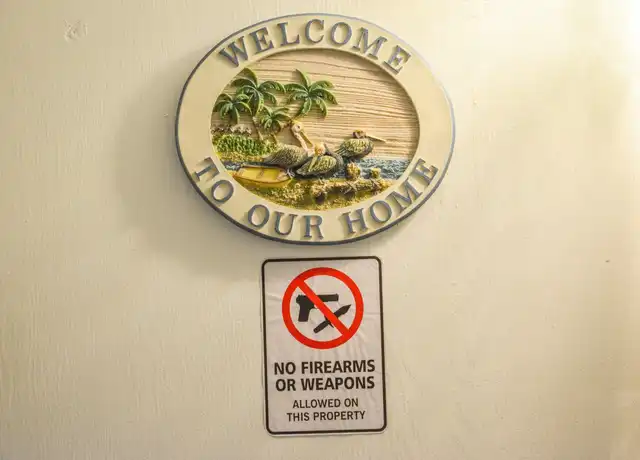 WELCOME
TO OUR HOME
NO FIREARMS
OR WEAPONS
ALLOWED ON
THIS PROPERTY